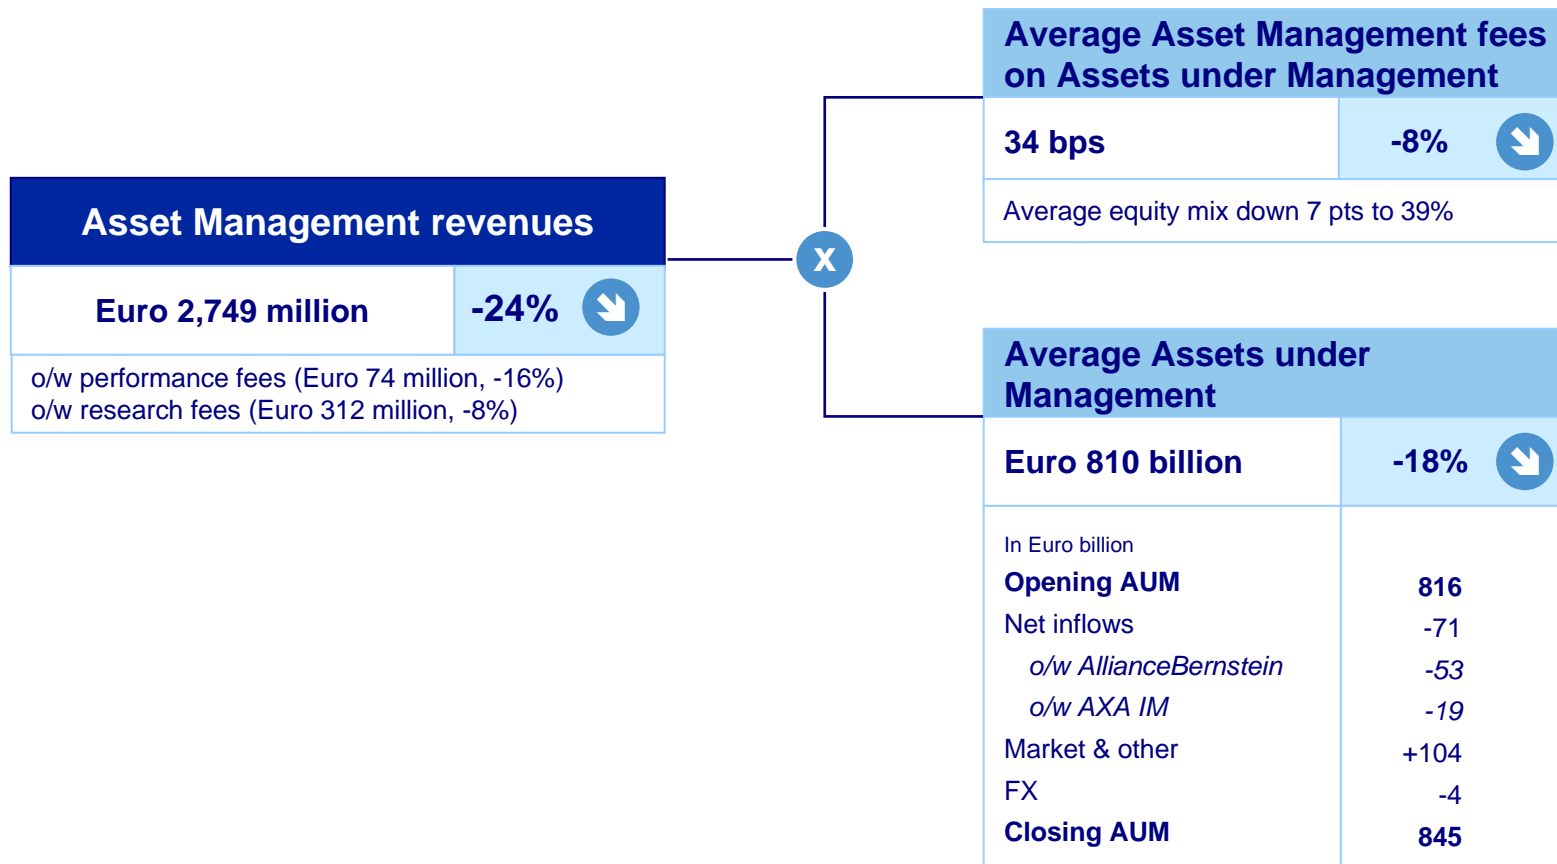 Asset Management revenues
Euro 2,749 million -24%
o/w performance fees (Euro 74 million, -16%)
o/w research fees (Euro 312 million, -8%)
X
Average Asset Management fees
on Assets under Management
34 bps -8%
Average equity mix down 7 pts to 39%
Average Assets under
Management
Euro 810 billion -18%
In Euro billion
Opening AUM 816
Net inflows -71
o/w AllianceBernstein -53
o/w AXA IM -19
Market & other +104
FX -4
Closing AUM 845